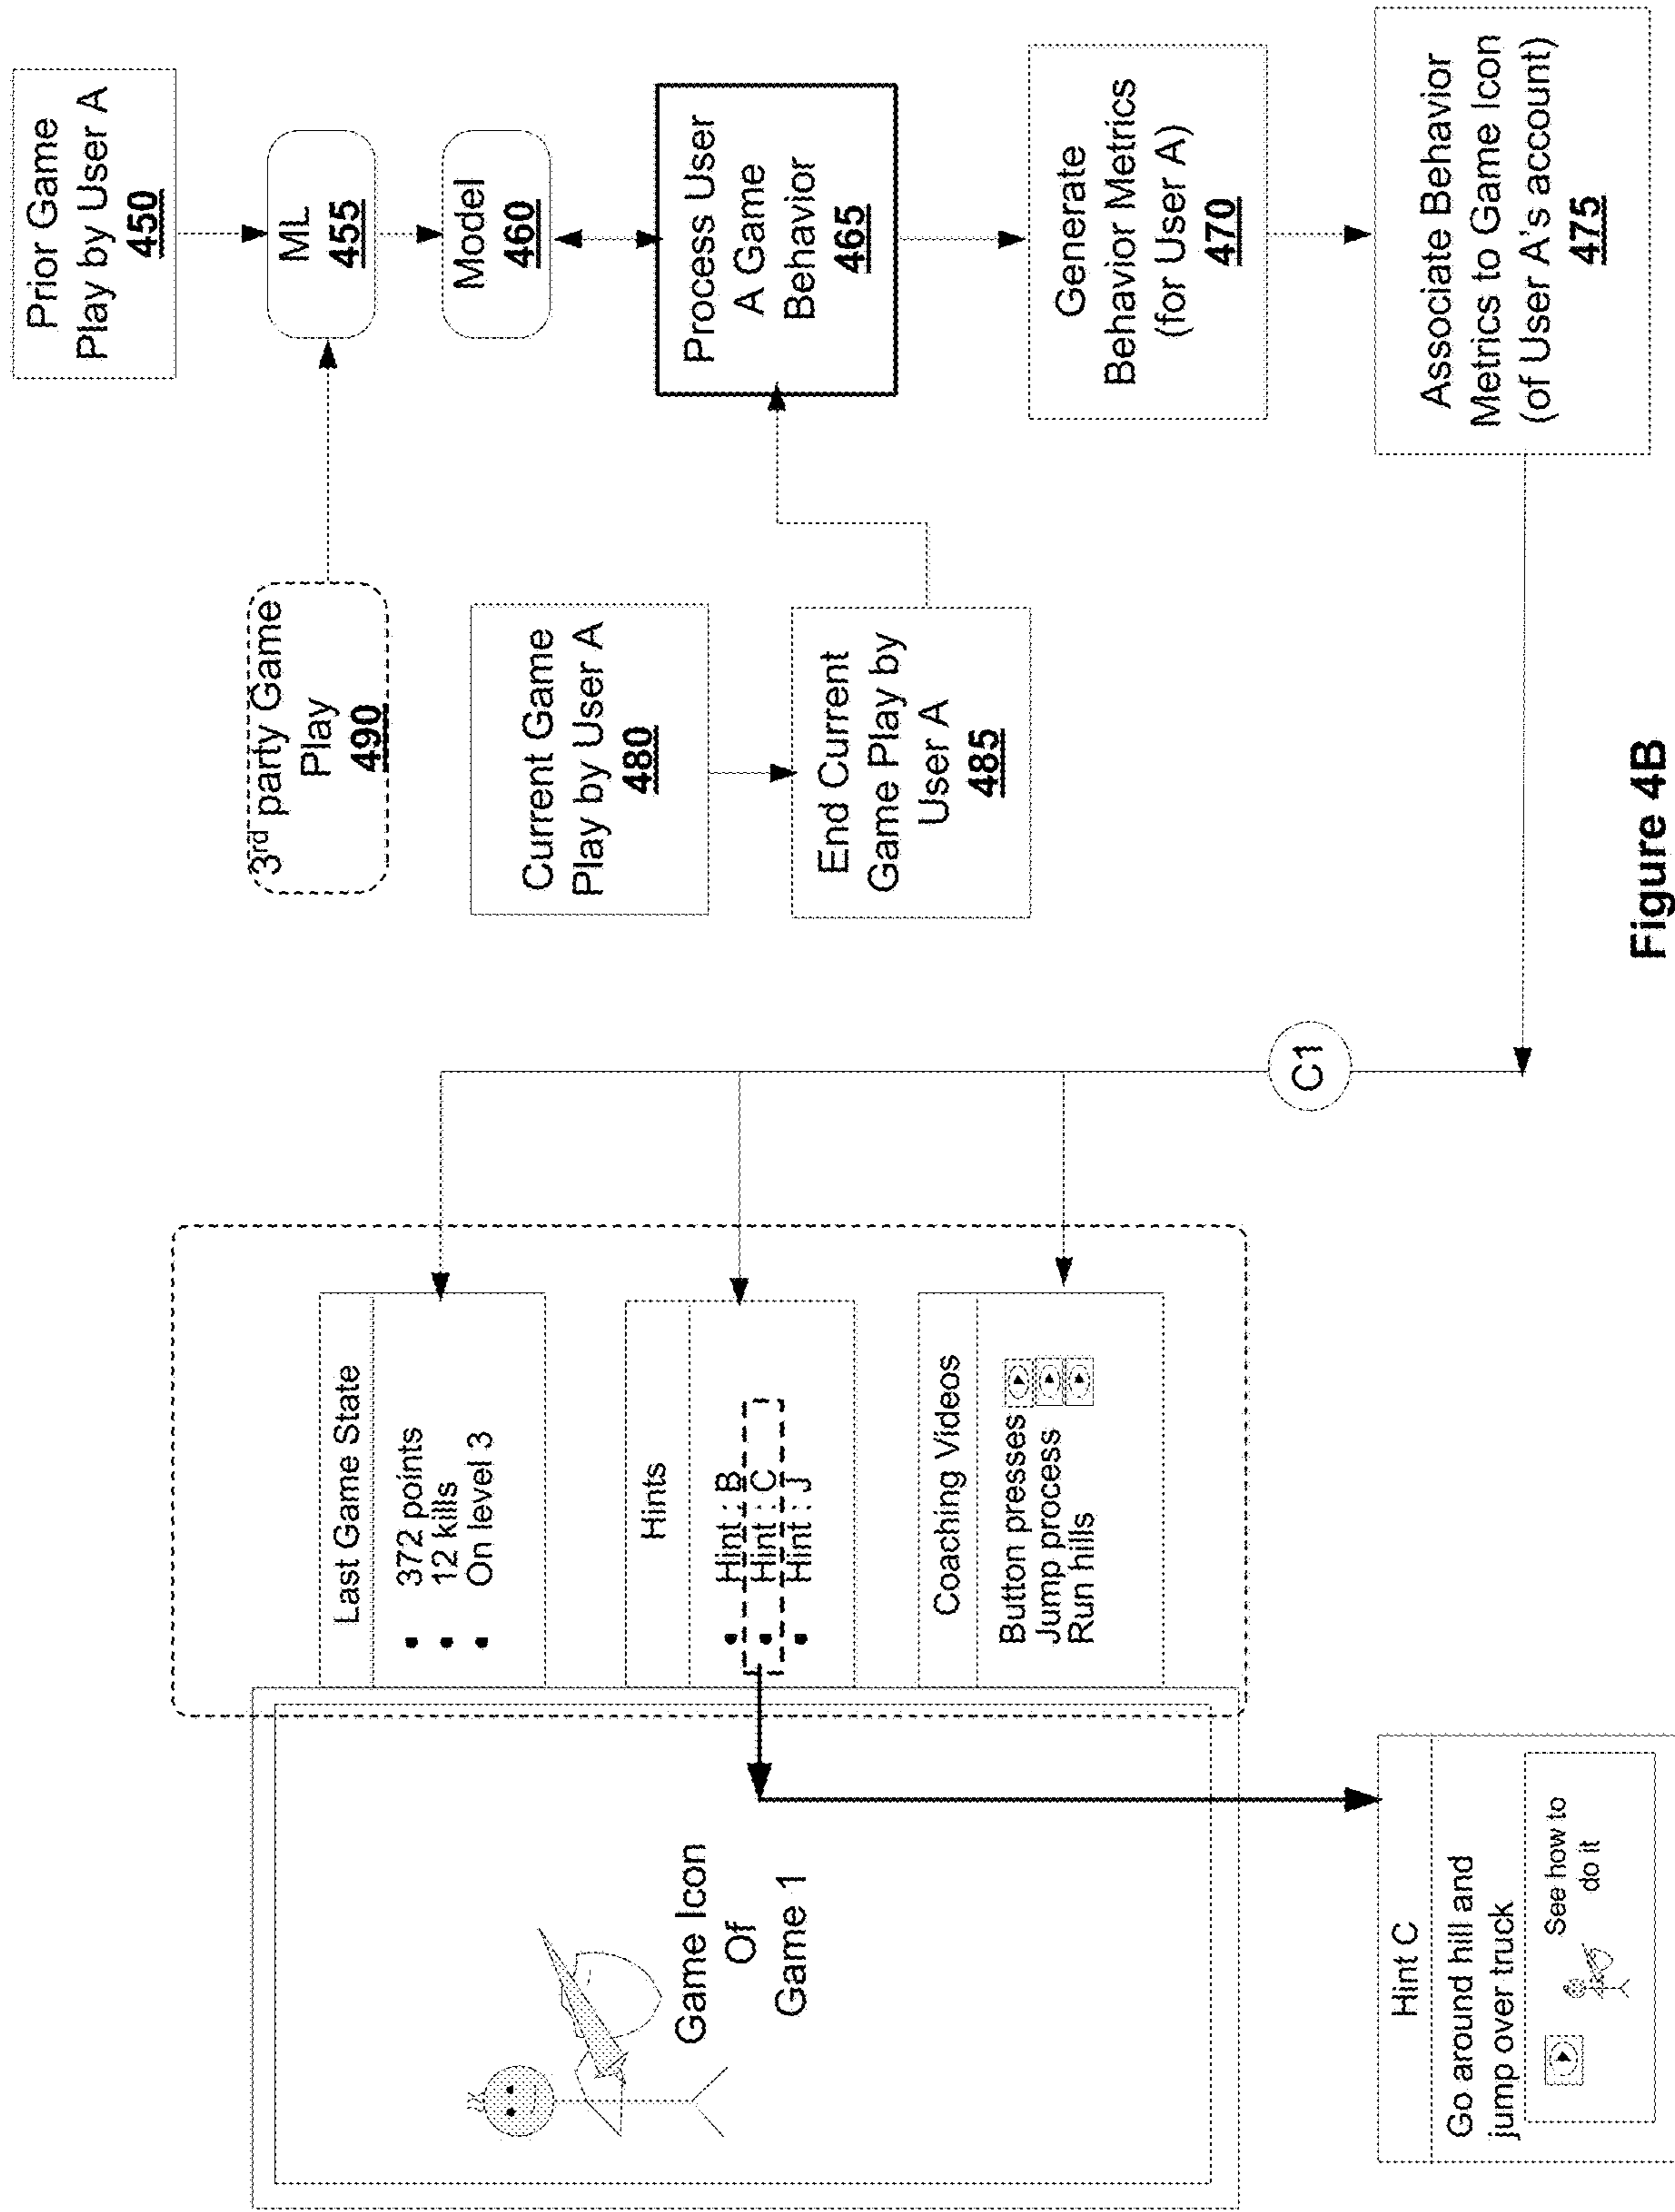 Game Icon
Of
Game 1
Last Game State
372 points
12 kills
On level 3
Hints
Hint : B
Hint : C
Hint : J
Coaching Videos
Button presses
Jump process
Run hills
Hint C
Go around hill and
jump over truck
See how to
do it
C1
3rd party Game
Play
490
Current Game
Play by User A
480
End Current
Game Play by
User A
485
Prior Game
Play by User A
450
ML
455
Model
460
Process User
A Game
Behavior
465
Generate
Behavior Metrics
(for User A)
470
Associate Behavior
Metrics to Game Icon
(of User A's account)
475
Figure 4B